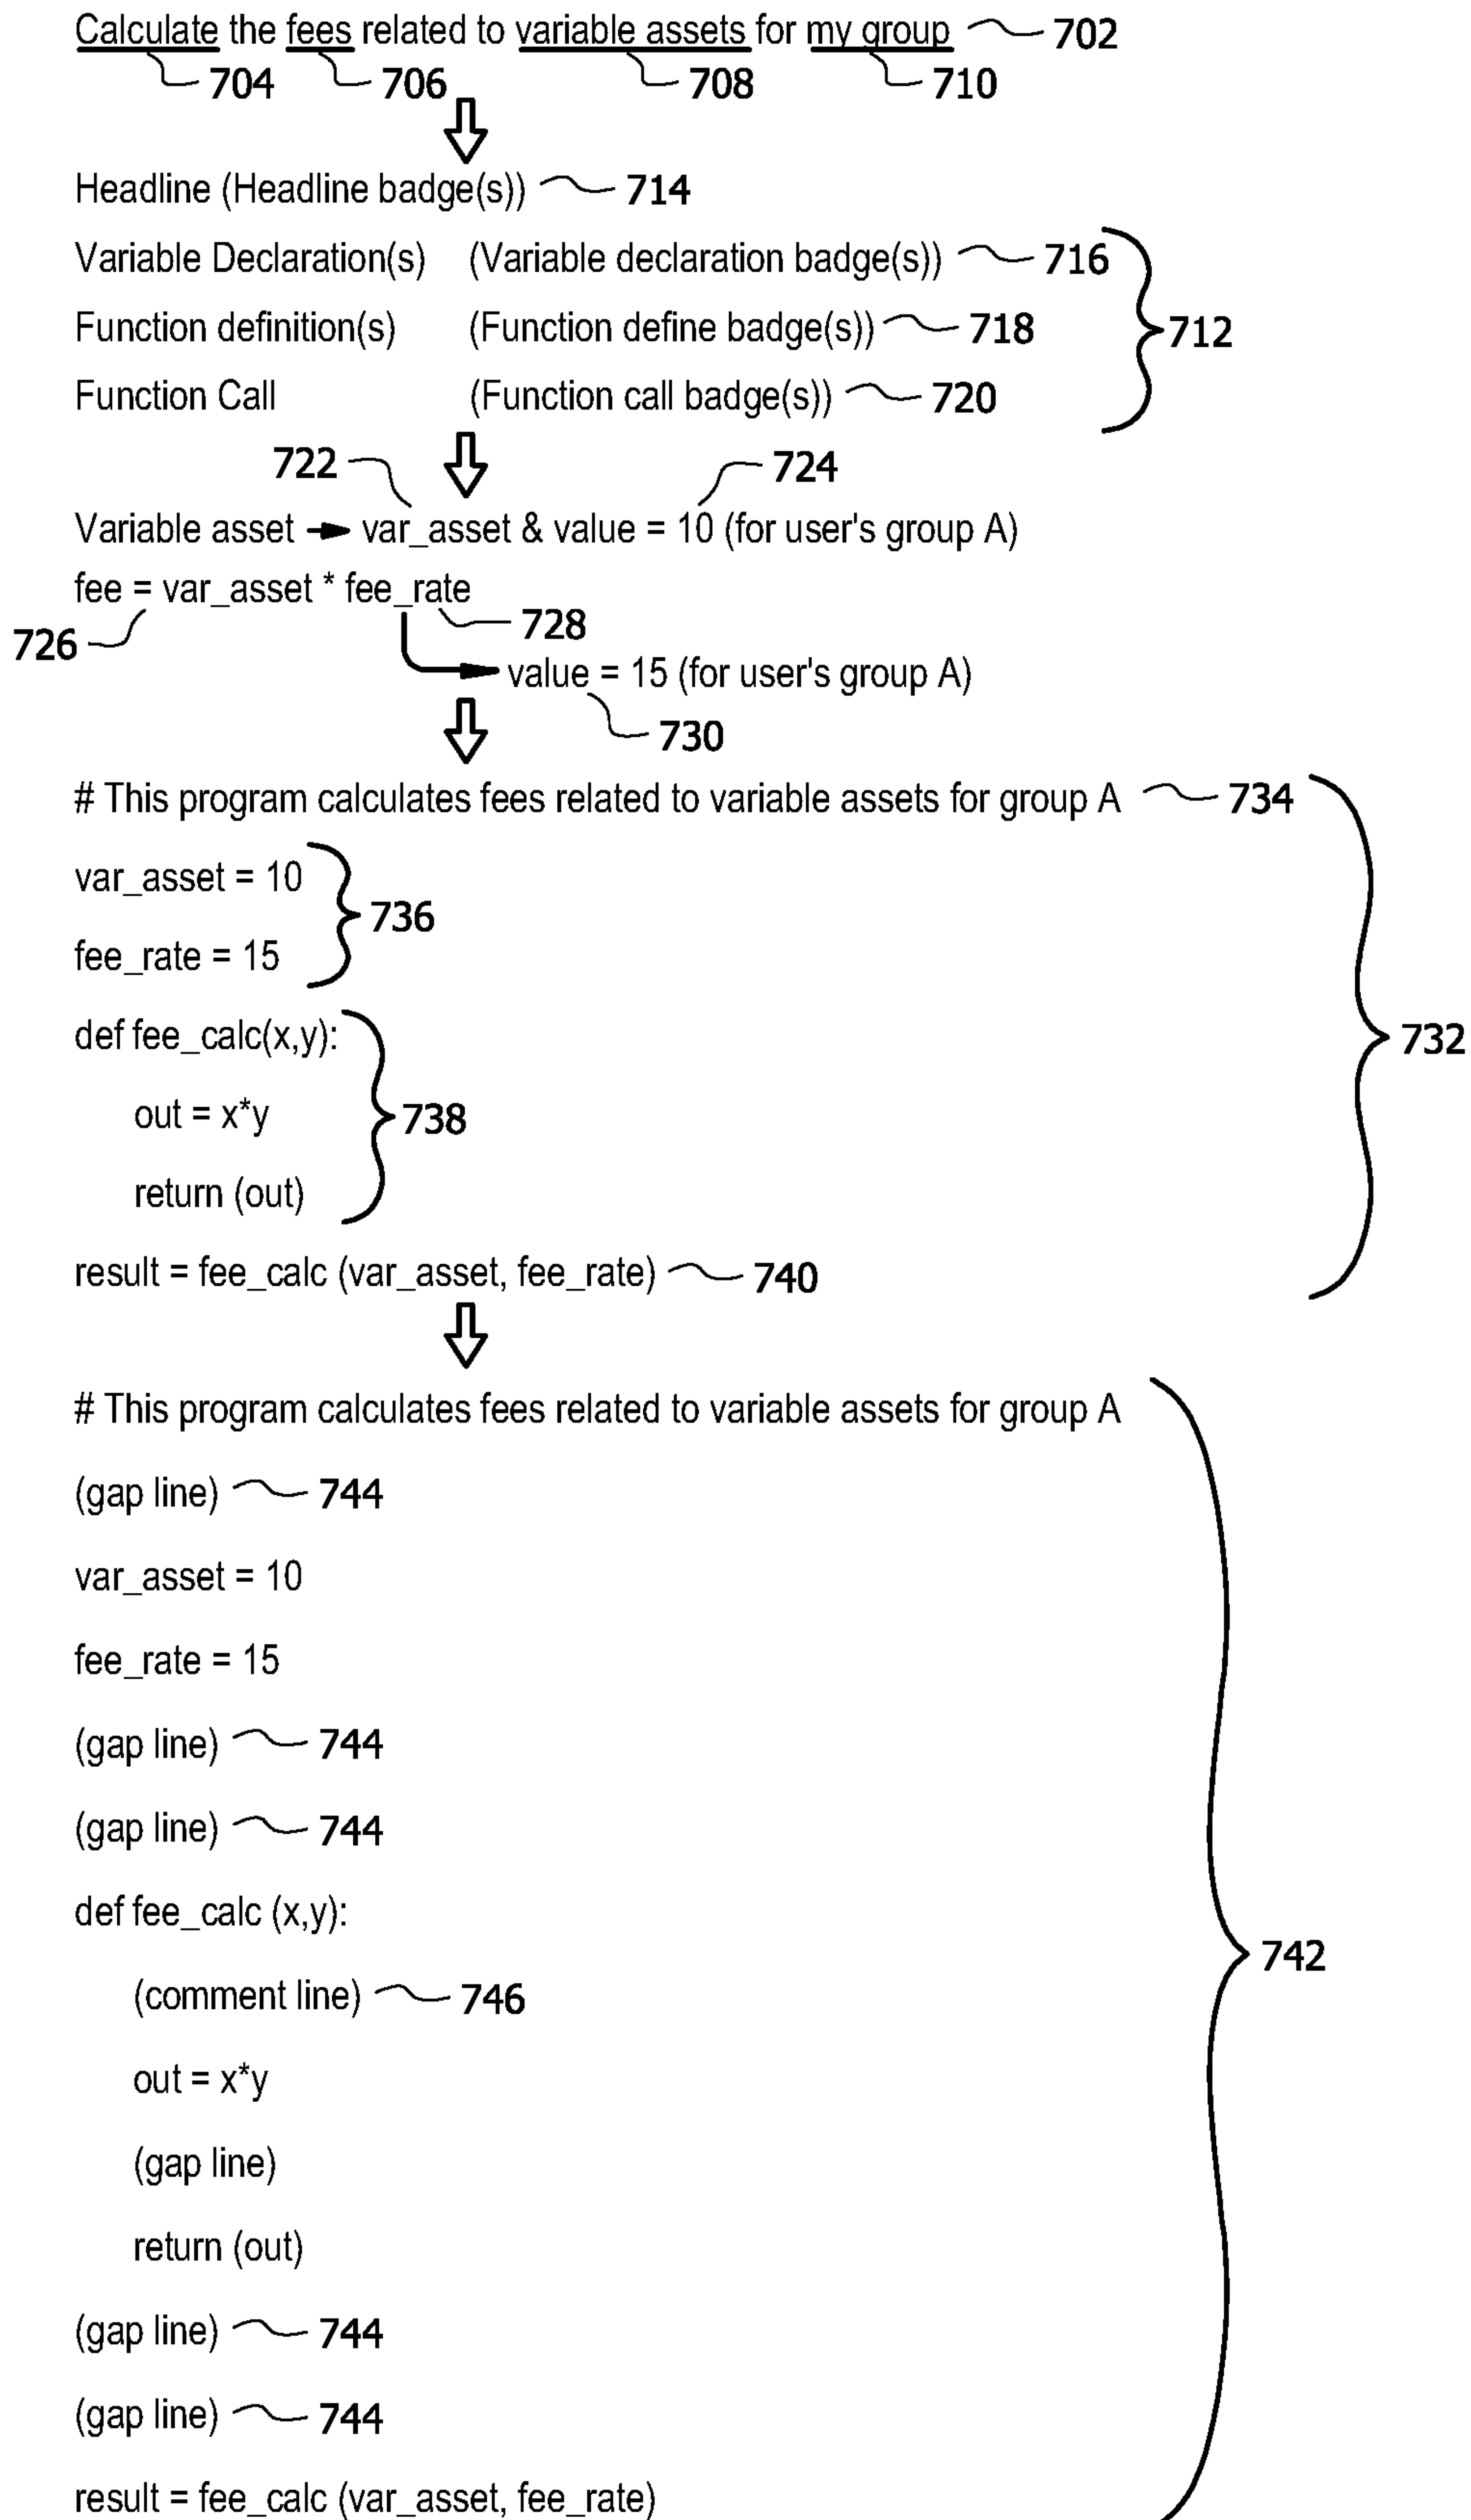 Calculate the fees related to variable assets for my group 702
704 706 708 710
Headline (Headline badge(s)) 714
Variable Declaration(s) (Variable declaration badge(s)) 716
Function definition(s) (Function define badge(s)) 718 712
Function Call (Function call badge(s)) 720
722 724
Variable asset var_asset & value = 10 (for user's group A)
fee = var_asset * fee_rate
726 728
value = 15 (for user's group A)
730
# This program calculates fees related to variable assets for group A 734
var_asset = 10
736
fee_rate = 15
def fee_calc(x,y): 732
out = x*y 738
return (out)
result = fee_calc (var_asset, fee_rate) 740
# This program calculates fees related to variable assets for group A
(gap line) 744
var_asset = 10
fee_rate = 15
(gap line) 744
(gap line) 744
def fee_calc (x,y):
742
(comment line) 746
out = x*y
(gap line)
return (out)
(gap line) 744
(gap line) 744
result = fee_calc (var_asset, fee_rate)